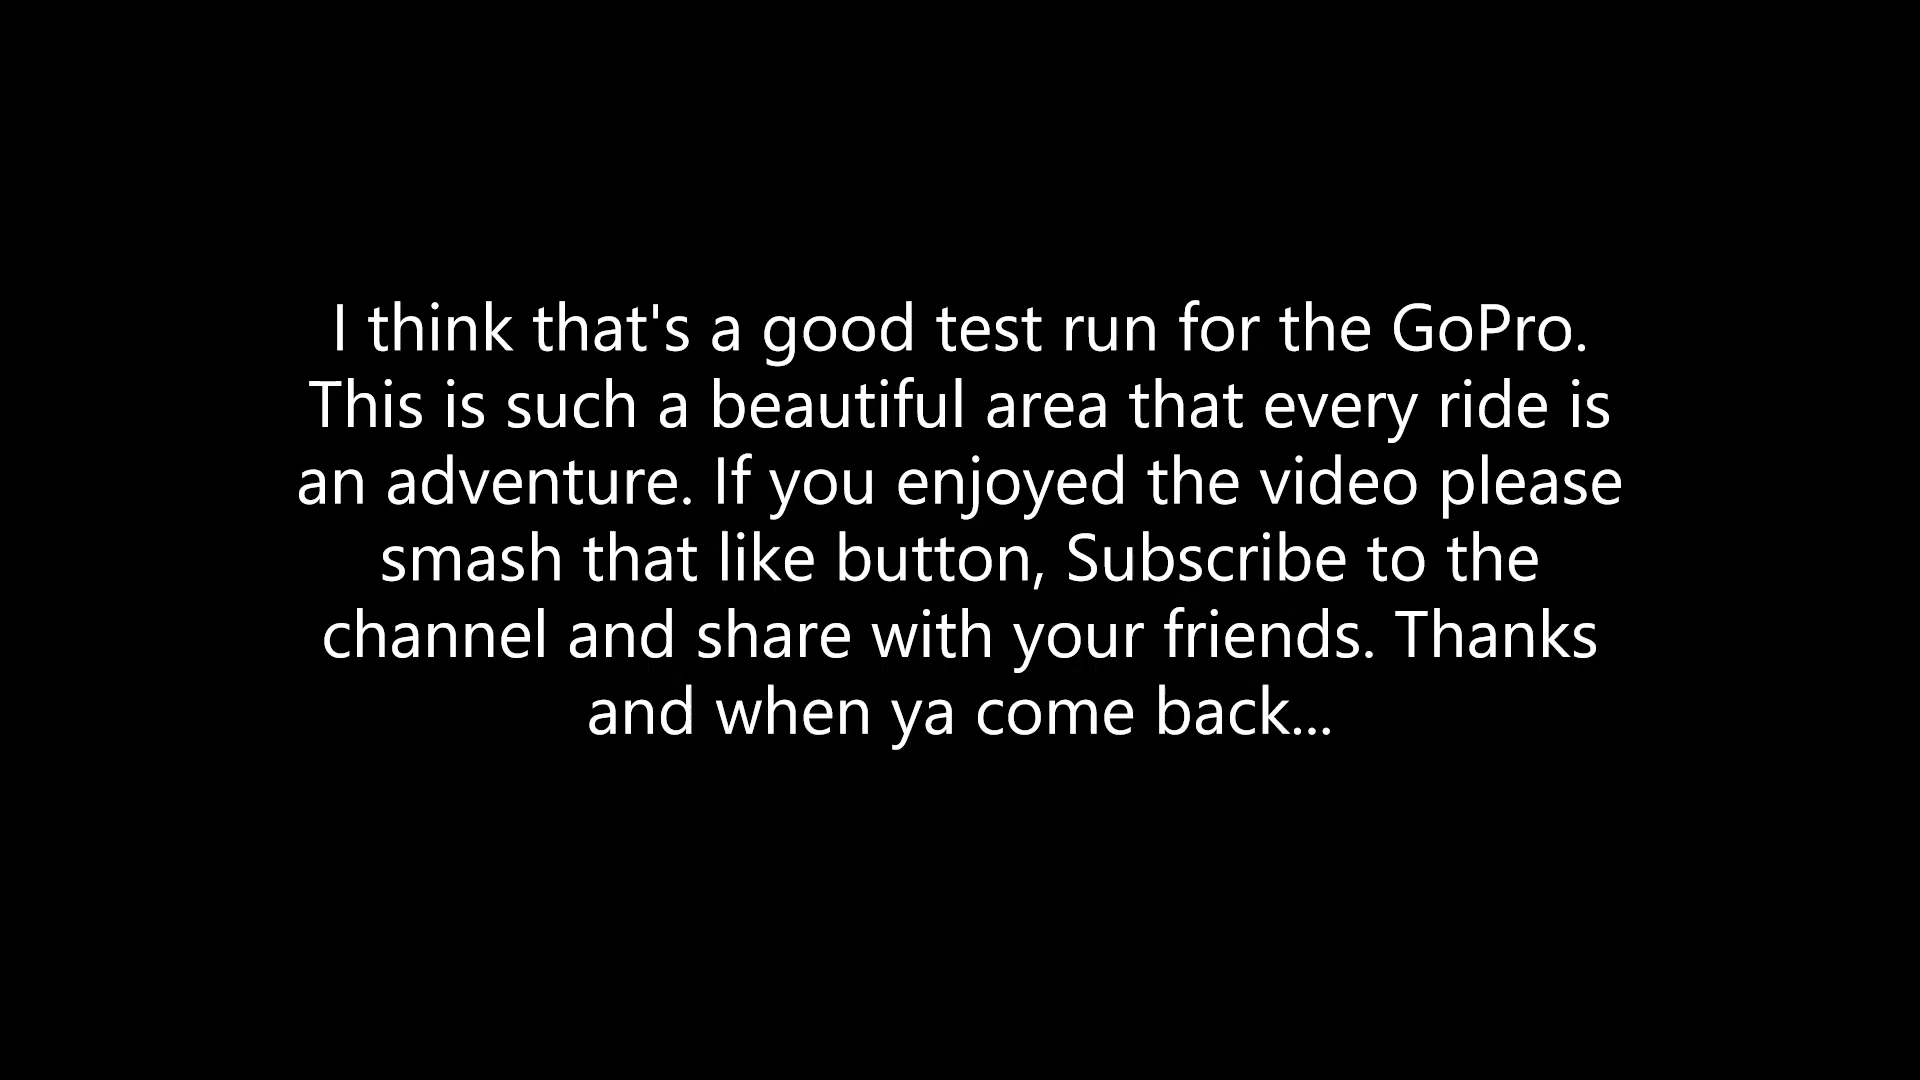 I think that's a good test run for the GoPro.
This is such a beautiful area that every ride is
an adventure. If you enjoyed the video please
smash that like button, Subscribe to the
channel and share with your friends. Thanks
and when ya come back...